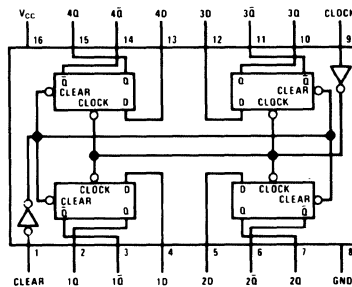 VCC 4Q 4Q̄ 4D 3D 3Q̄ 3Q CLOCK
16 15 14 13 12 11 10 9
Q̄ Q Q̄ Q
CLEAR CLEAR
CLOCK D D CLOCK
CLOCK D D CLOCK
CLEAR CLEAR
Q̄ Q Q Q̄
1 2 3 4 5 6 7 8
CLEAR 1Q 1Q̄ 1D 2D 2Q̄ 2Q GND